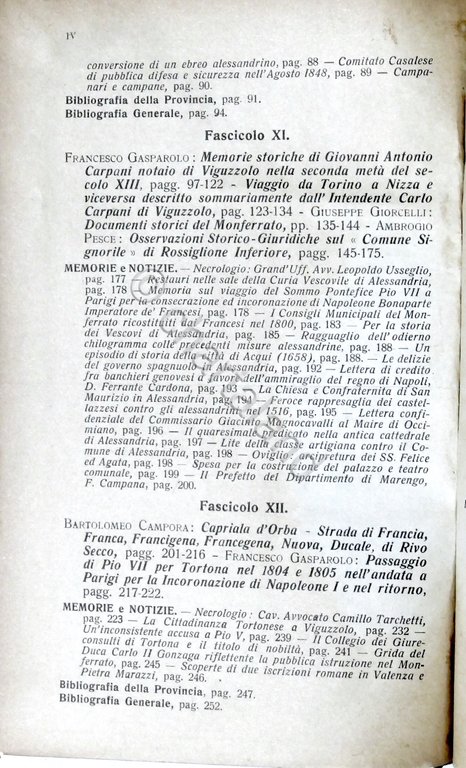 IV
conversione di un ebreo alessandrino, pag. 88 — Comitato Casalese
di pubblica difesa e sicurezza nell'Agosto 1848, pag. 89 — Campa-
nari e campane, pag. 90.
Bibliografia della Provincia, pag. 91.
Bibliografia Generale, pag. 94.
Fascicolo XI.
FRANCESCO GASPAROLO: Memorie storiche di Giovanni Antonio
Carpani notaio di Viguzzolo nella seconda metà del se-
colo XIII, pagg. 97-122 - Viaggio da Torino a Nizza e
viceversa descritto sommariamente dall'Intendente Carlo
Carpani di Viguzzolo, pag. 123-134 - GIUSEPPE GIORCELLI:
Documenti storici del Monferrato, pp. 135-144 - AMBROGIO
PESCE: Osservazioni Storico-Giuridiche sul « Comune Si-
gnorile » di Rossiglione Inferiore, pagg. 145-175.
MEMORIE e NOTIZIE. — Necrologio: Grand'Uff. Avv. Leopoldo Usseglio,
pag. 177 — Restauri nelle sale della Curia Vescovile di Alessandria,
pag. 178 — Memoria sul viaggio del Sommo Pontefice Pio VII a
Parigi per la consecrazione ed incoronazione di Napoleone Bonaparte
Imperatore de' Francesi, pag. 178 — I Consigli Municipali del Mon-
ferrato ricostituiti dai Francesi nel 1800, pag. 183 — Per la storia
dei Vescovi di Alessandria, pag. 185 — Ragguaglio dell'odierno
chilogramma colle precedenti misure alessandrine, pag. 188 — Un
episodio di storia della città di Acqui (1658), pag. 188. — Le delizie
del governo spagnuolo in Alessandria, pag. 192 — Lettera di credito
fra banchieri genovesi a favore dell'ammiraglio del regno di Napoli,
D. Ferrante Cardona, pag. 193 — La Chiesa e Confraternita di San
Maurizio in Alessandria, pag. 194 — Feroce rappresaglia dei castel-
lazzesi contro gli alessandrini nel 1516, pag. 195 — Lettera confi-
denziale del Commissario Giacinto Magnocavalli al Maire di Occi-
miano, pag. 196 — Il quaresimale predicato nella antica cattedrale
di Alessandria, pag. 197 — Lite della classe artigiana contro il Co-
mune di Alessandria, pag. 198 — Oviglio: arcipretura dei SS. Felice
ed Agata, pag. 198 — Spesa per la costruzione del palazzo e teatro
comunale, pag. 199 — Il Prefetto del Dipartimento di Marengo,
F. Campana, pag. 200.
Fascicolo XII.
BARTOLOMEO CAMPORA: Capriala d'Orba - Strada di Francia,
Franca, Francigena, Francegena, Nuova, Ducale, di Rivo
Secco, pagg. 201-216 - FRANCESCO GASPAROLO: Passaggio
di Pio VII per Tortona nel 1804 e 1805 nell'andata a
Parigi per la Incoronazione di Napoleone I e nel ritorno,
pagg. 217-222.
MEMORIE e NOTIZIE. — Necrologio: Cav. Avvocato Camillo Tarchetti,
pag. 223 — La Cittadinanza Tortonese a Viguzzolo, pag. 232 —
Un'inconsistente accusa a Pio V, pag. 239 — Il Collegio dei Giure-
consulti di Tortona e il titolo di nobiltà, pag. 241 — Grida del
Duca Carlo II Gonzaga riflettente la pubblica istruzione nel Mon-
ferrato, pag. 245 — Scoperte di due iscrizioni romane in Valenza e
Pietra Marazzi, pag. 246.
Bibliografia della Provincia, pag. 247.
Bibliografia Generale, pag. 252.